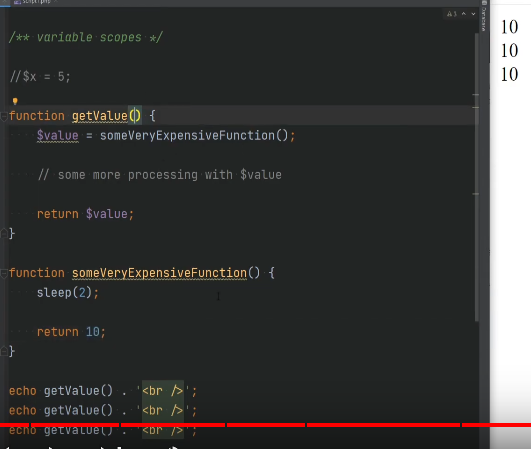 /** variable scopes */
//$x = 5;
function getValue() {
$value = someVeryExpensiveFunction();
// some more processing with $value
return $value;
}
function someVeryExpensiveFunction() {
sleep(2);
return 10;
}
echo getValue() . '<br />';
echo getValue() . '<br />';
echo getValue() . '<br />';
10
10
10
Database